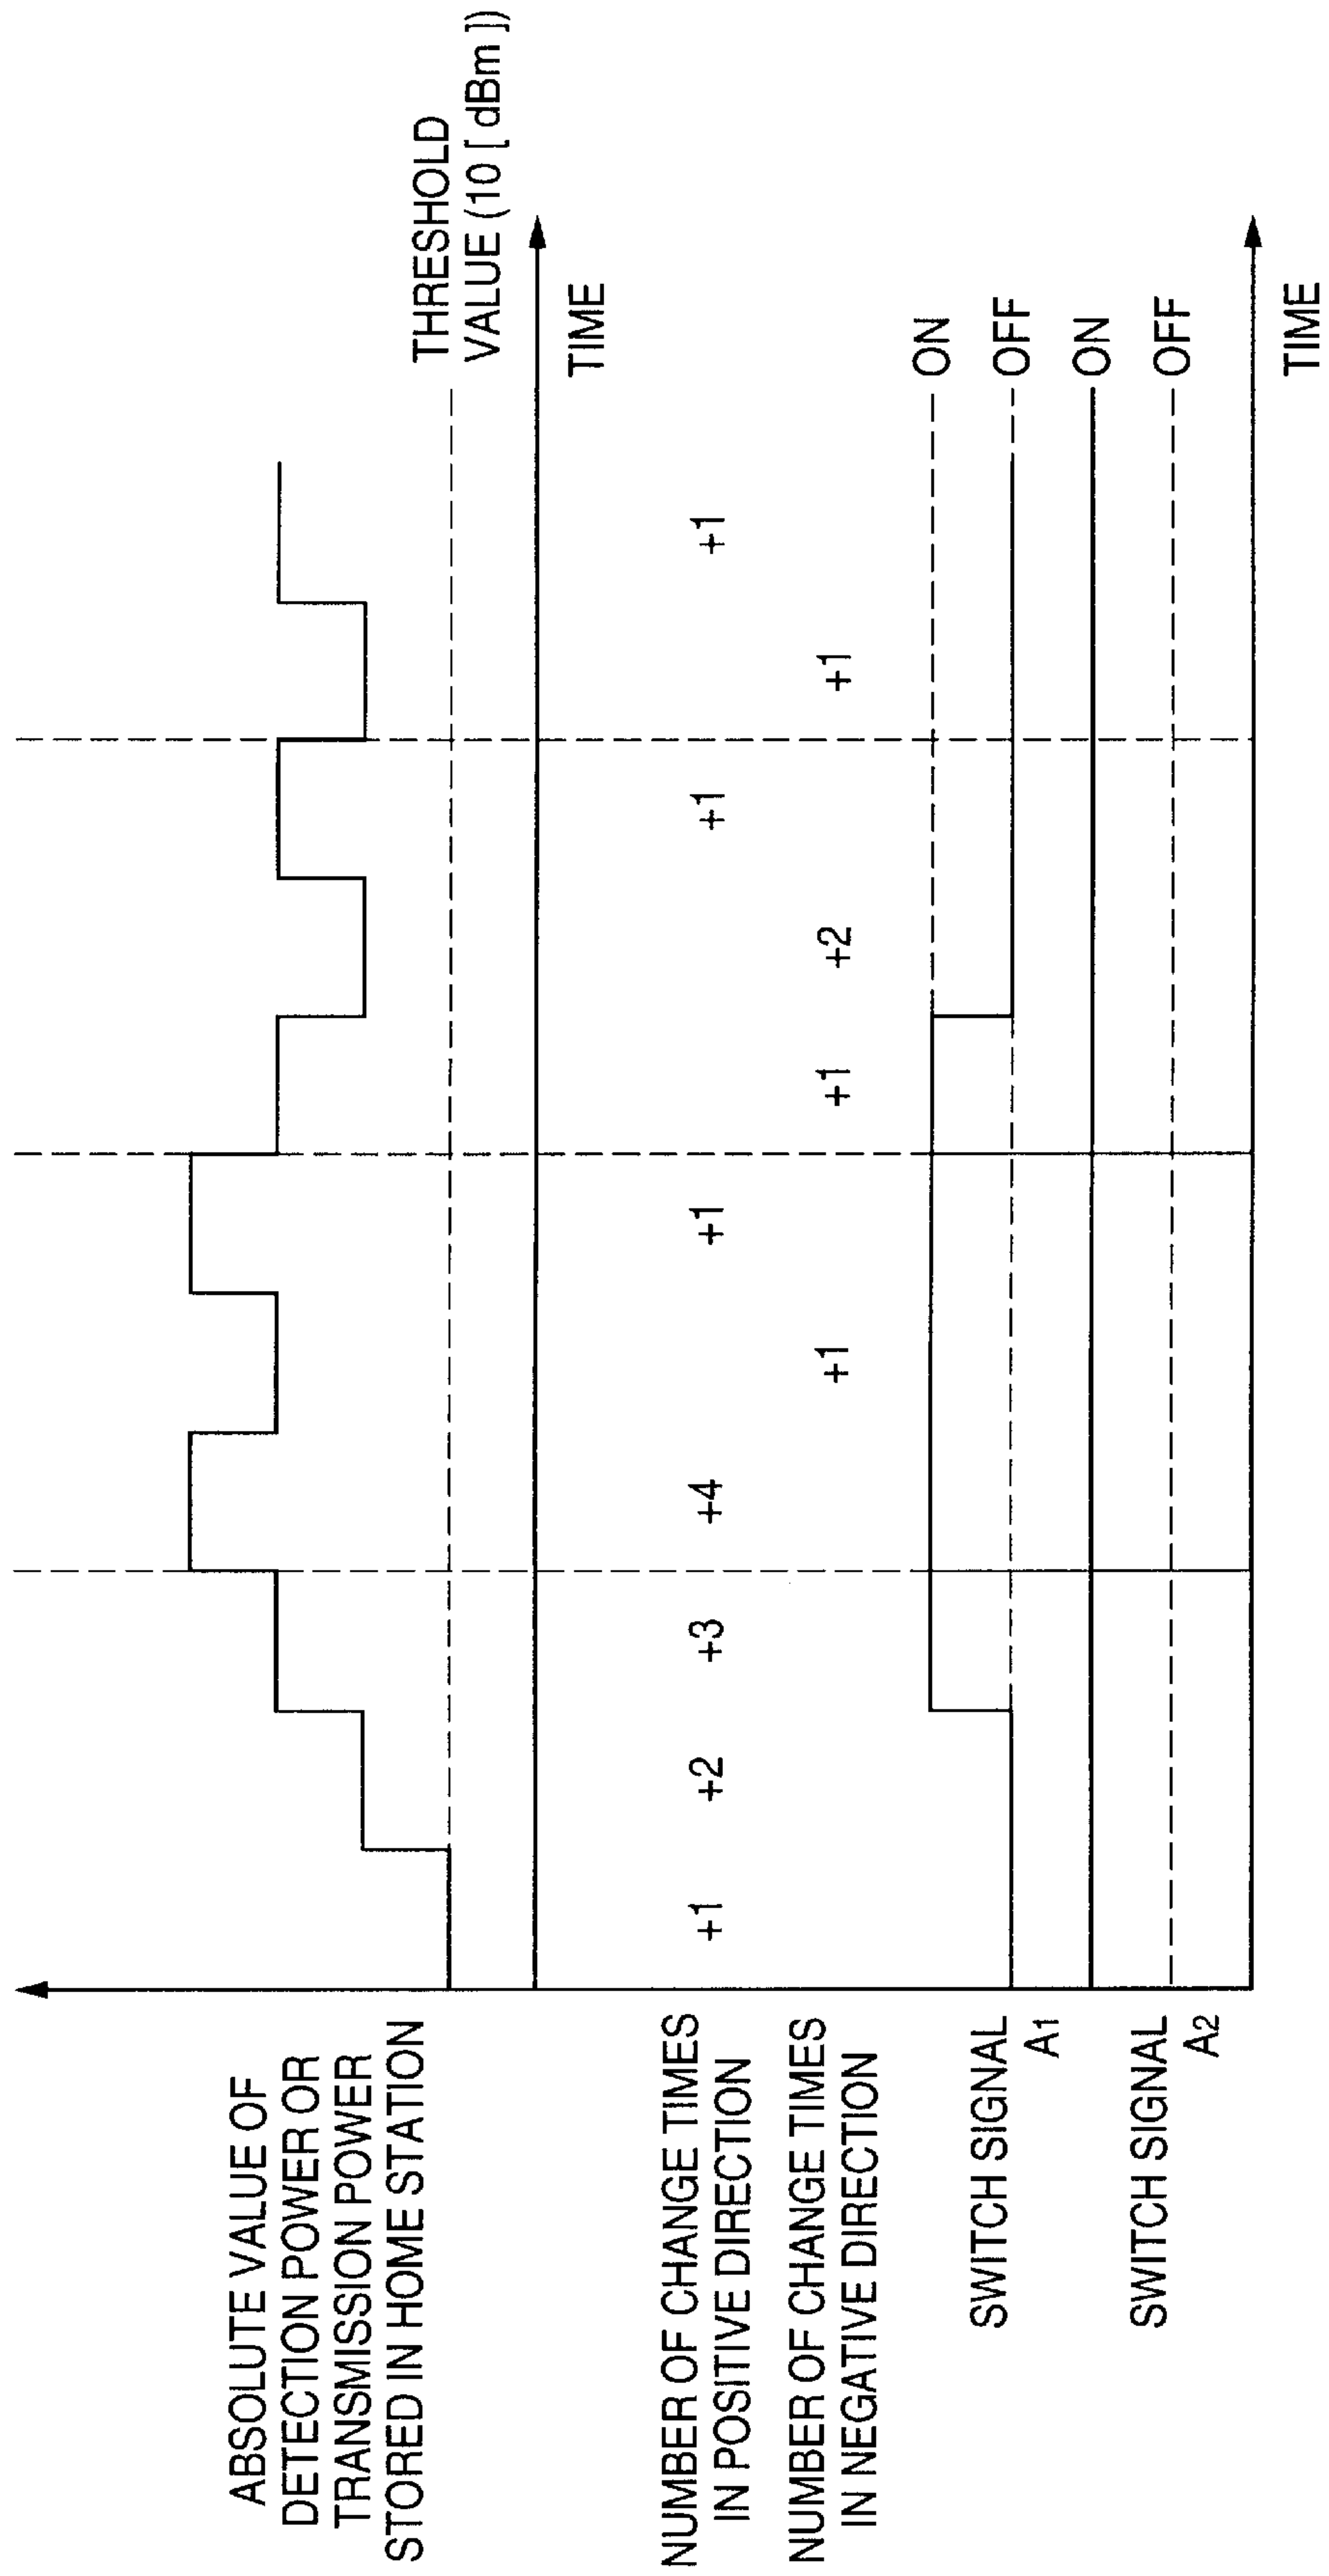 ABSOLUTE VALUE OF
DETECTION POWER OR
TRANSMISSION POWER
STORED IN HOME STATION
THRESHOLD
VALUE (10 [ dBm ])
TIME
NUMBER OF CHANGE TIMES
IN POSITIVE DIRECTION
+1 +2 +3 +4 +1 +1 +1
NUMBER OF CHANGE TIMES
IN NEGATIVE DIRECTION
+1 +1 +2 +1
SWITCH SIGNAL
A1
ON
OFF
SWITCH SIGNAL
A2
ON
OFF
TIME